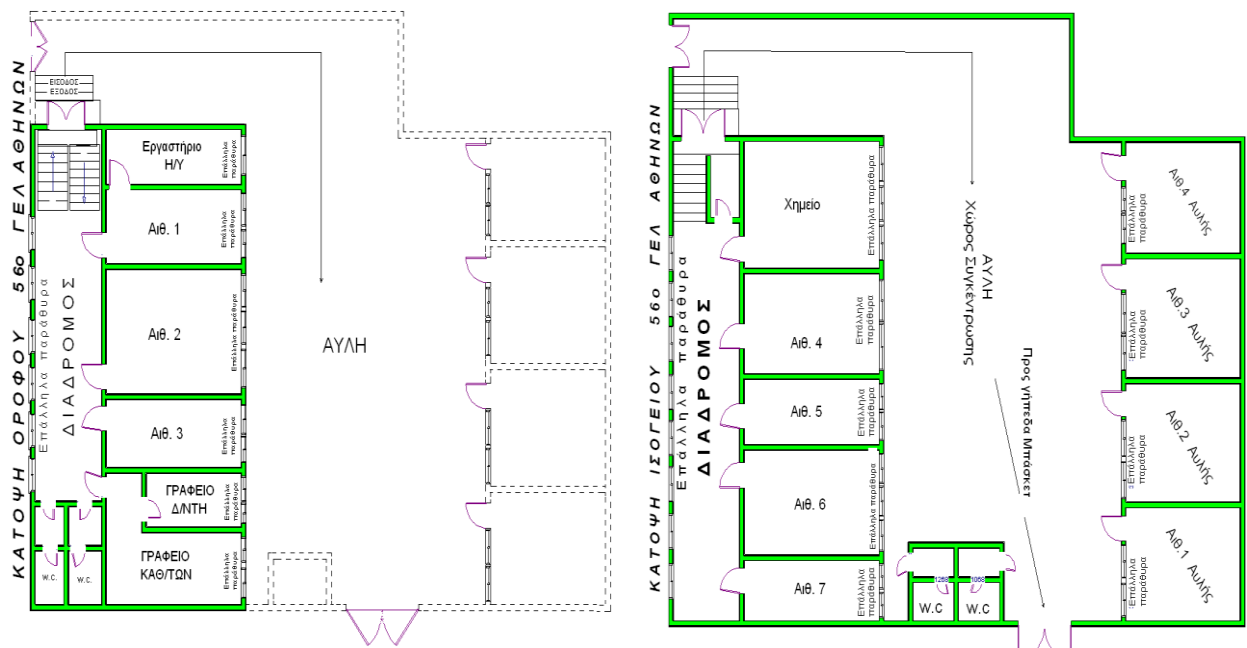 ΚΑΤΟΨΗ ΟΡΟΦΟΥ 56ο ΓΕΛ ΑΘΗΝΩΝ
ΕΙΣΟΔΟΣ
ΕΞΟΔΟΣ
Επάλληλα παράθυρα
ΔΙΑΔΡΟΜΟΣ
Εργαστήριο
Η/Υ
Επάλληλα
παράθυρα
Αιθ. 1
Επάλληλα
παράθυρα
Αιθ. 2
Επάλληλα παράθυρα
Αιθ. 3
Επάλληλα
παράθυρα
ΓΡΑΦΕΙΟ
Δ/ΝΤΗ
Επάλληλα
παράθυρα
ΓΡΑΦΕΙΟ
ΚΑΘ/ΤΩΝ
Επάλληλα
παράθυρα
W.C.
W.C.
ΑΥΛΗ
ΚΑΤΟΨΗ ΙΣΟΓΕΙΟΥ 56ο ΓΕΛ ΑΘΗΝΩΝ
Επάλληλα παράθυρα
ΔΙΑΔΡΟΜΟΣ
Χημείο
Επάλληλα παράθυρα
Αιθ. 4
Επάλληλα
παράθυρα
Αιθ. 5
Επάλληλα
παράθυρα
Αιθ. 6
Επάλληλα παράθυρα
Αιθ. 7
Επάλληλα
παράθυρα
1268
1068
W.C
W.C
ΑΥΛΗ
Χώρος Συγκέντρωσης
Προς γήπεδα Μπάσκετ
Αιθ.4 Αυλής
Επάλληλα
παράθυρα
Αιθ.3 Αυλής
Επάλληλα
παράθυρα
Αιθ.2 Αυλής
Επάλληλα
παράθυρα
Αιθ.1 Αυλής
Επάλληλα
παράθυρα